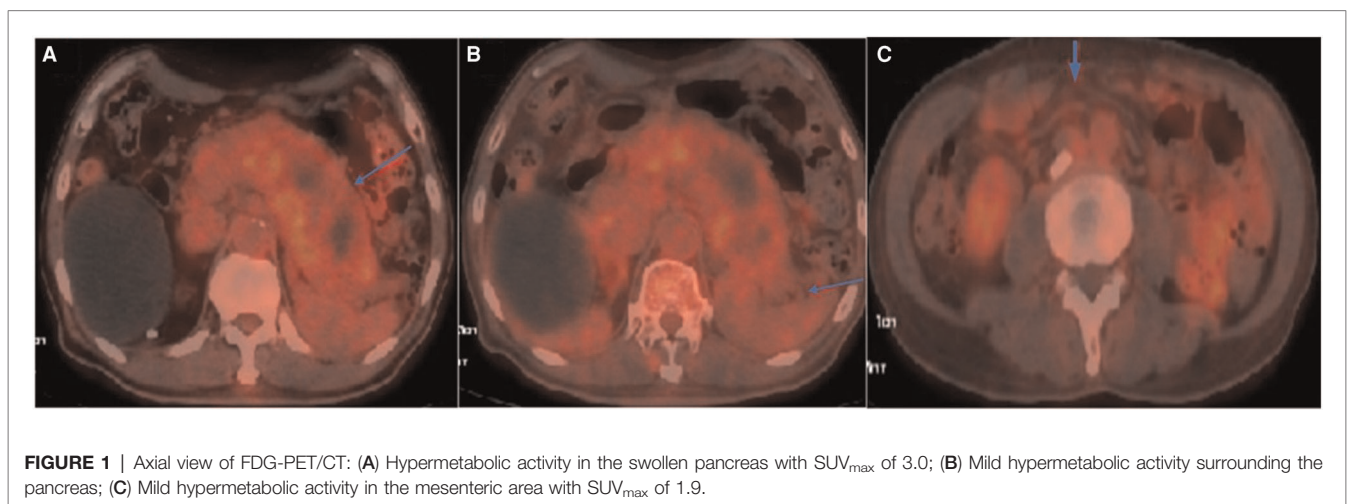 A
B
C
FIGURE 1 | Axial view of FDG-PET/CT: (A) Hypermetabolic activity in the swollen pancreas with SUVmax of 3.0; (B) Mild hypermetabolic activity surrounding the
pancreas; (C) Mild hypermetabolic activity in the mesenteric area with SUVmax of 1.9.